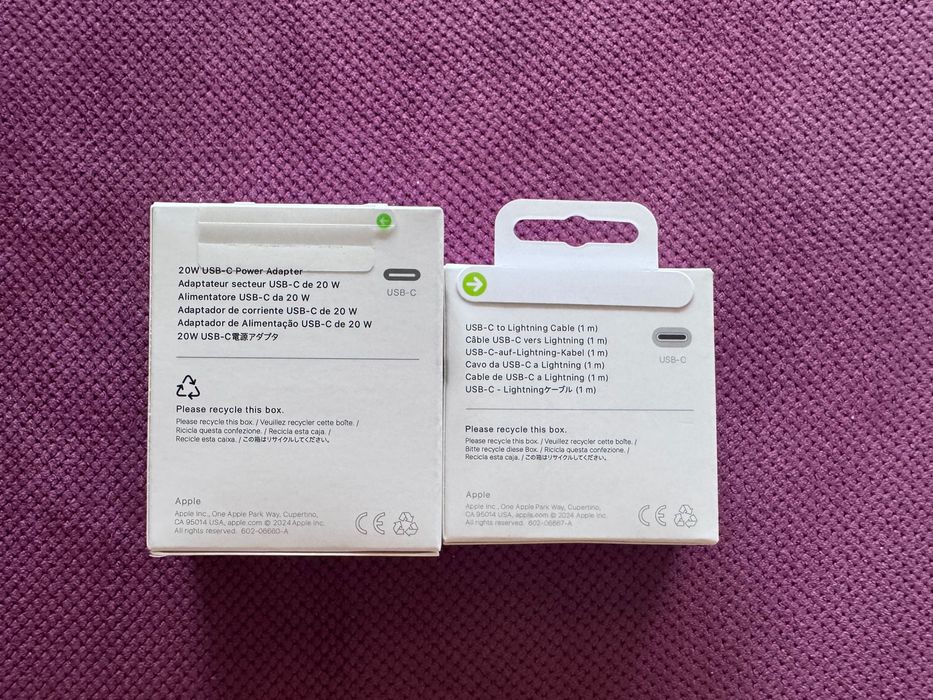 20W USB-C Power Adapter
Adaptateur secteur USB-C de 20 W
Alimentatore USB-C da 20 W
Adaptador de corriente USB-C de 20 W
Adaptador de Alimentação USB-C de 20 W
20W USB-C電源アダプタ
USB-C
Please recycle this box.
Please recycle this box. / Veuillez recycler cette boîte. /
Ricicla questa confezione. / Recicla esta caja. /
Recicle esta caixa. / この箱はリサイクルしてください。
Apple
Apple Inc., One Apple Park Way, Cupertino,
CA 95014 USA, apple.com © 2024 Apple Inc.
All rights reserved. 602-06660-A
CE
USB-C to Lightning Cable (1 m)
Câble USB-C vers Lightning (1 m)
USB-C-auf-Lightning-Kabel (1 m)
Cavo da USB-C a Lightning (1 m)
Cable de USB-C a Lightning (1 m)
USB-C - Lightningケーブル (1 m)
USB-C
Please recycle this box.
Please recycle this box. / Veuillez recycler cette boîte. /
Bitte recycle diese Box. / Ricicla questa confezione. /
Recicla esta caja. / この箱はリサイクルしてください。
Apple
Apple Inc., One Apple Park Way, Cupertino,
CA 95014 USA, apple.com © 2024 Apple Inc.
All rights reserved. 602-06667-A
CE